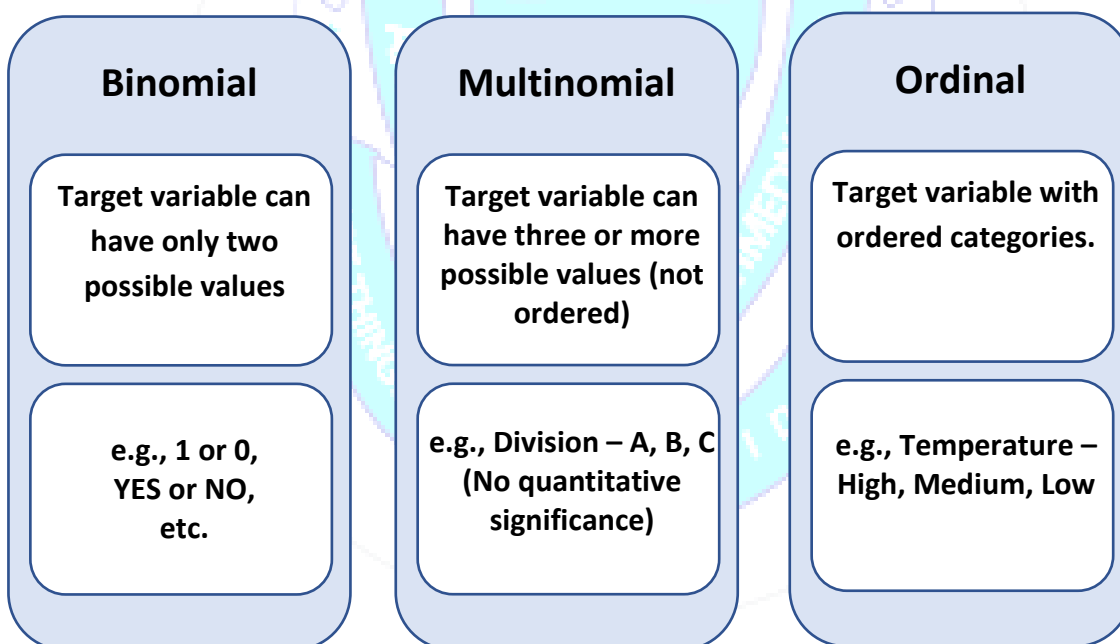 Binomial
Target variable can
have only two
possible values
e.g., 1 or 0,
YES or NO,
etc.
Multinomial
Target variable can
have three or more
possible values (not
ordered)
e.g., Division – A, B, C
(No quantitative
significance)
Ordinal
Target variable with
ordered categories.
e.g., Temperature –
High, Medium, Low